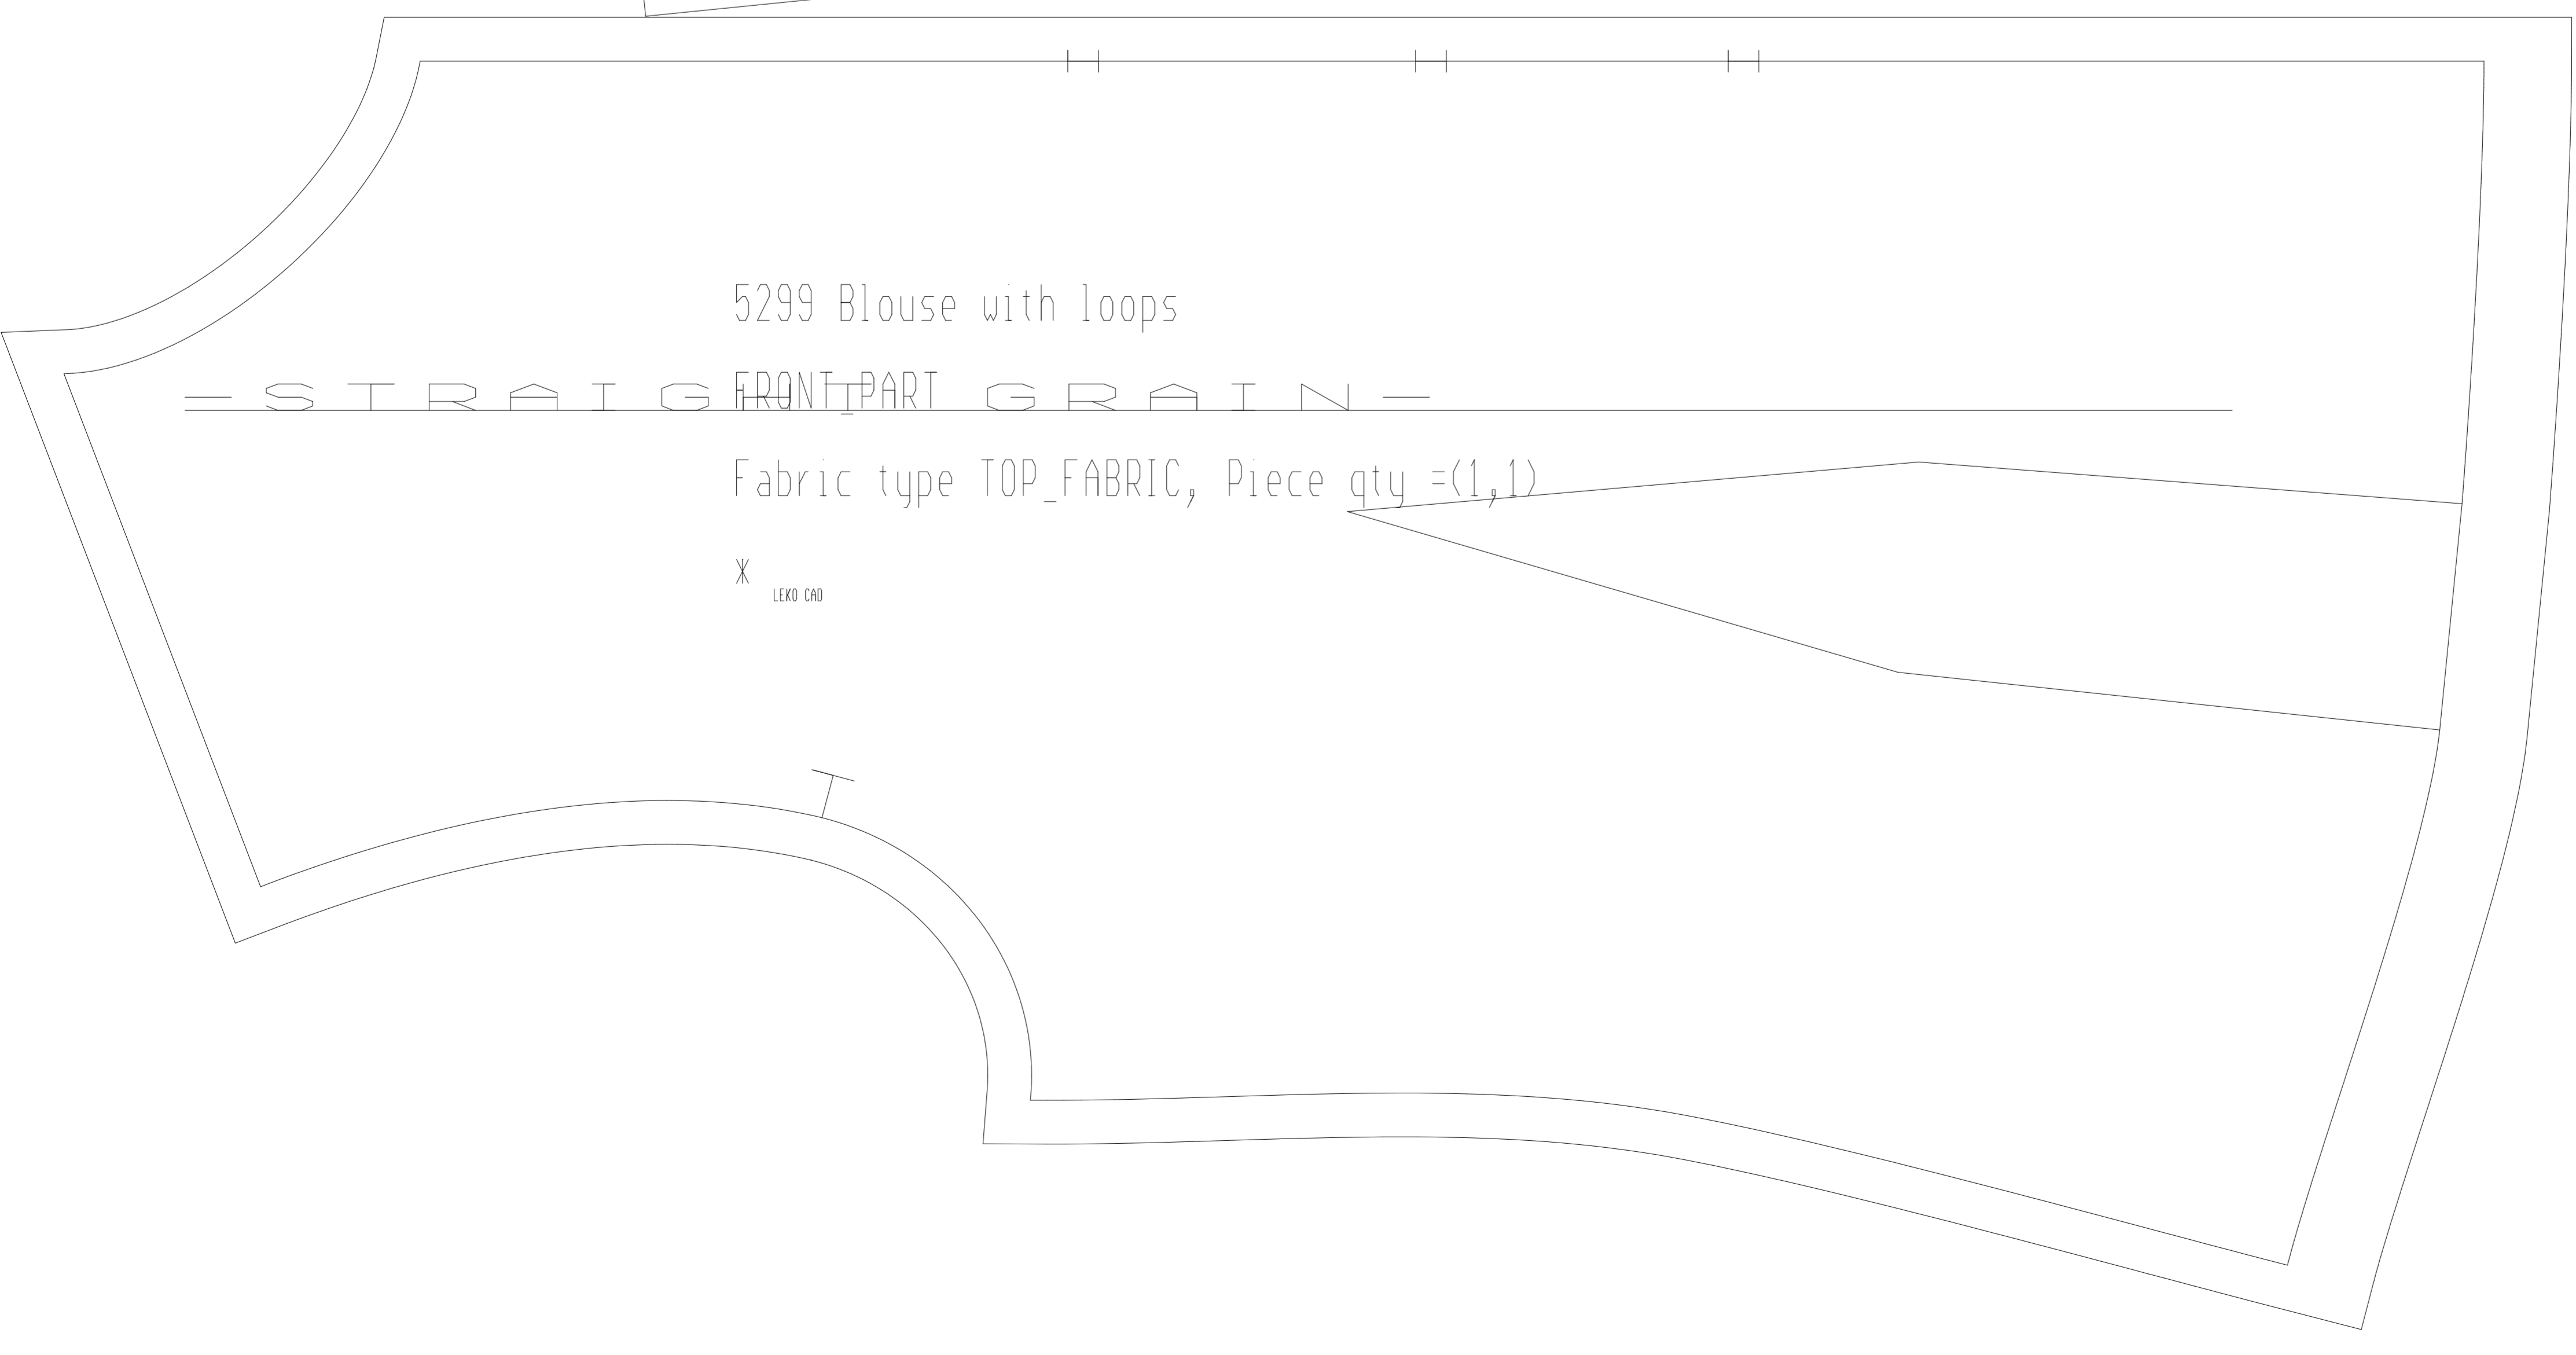 5299 Blouse with loops
FRONT_PART
-STRAIGHT GRAIN-
Fabric type TOP_FABRIC, Piece qty =(1,1)
*
LEKO CAD